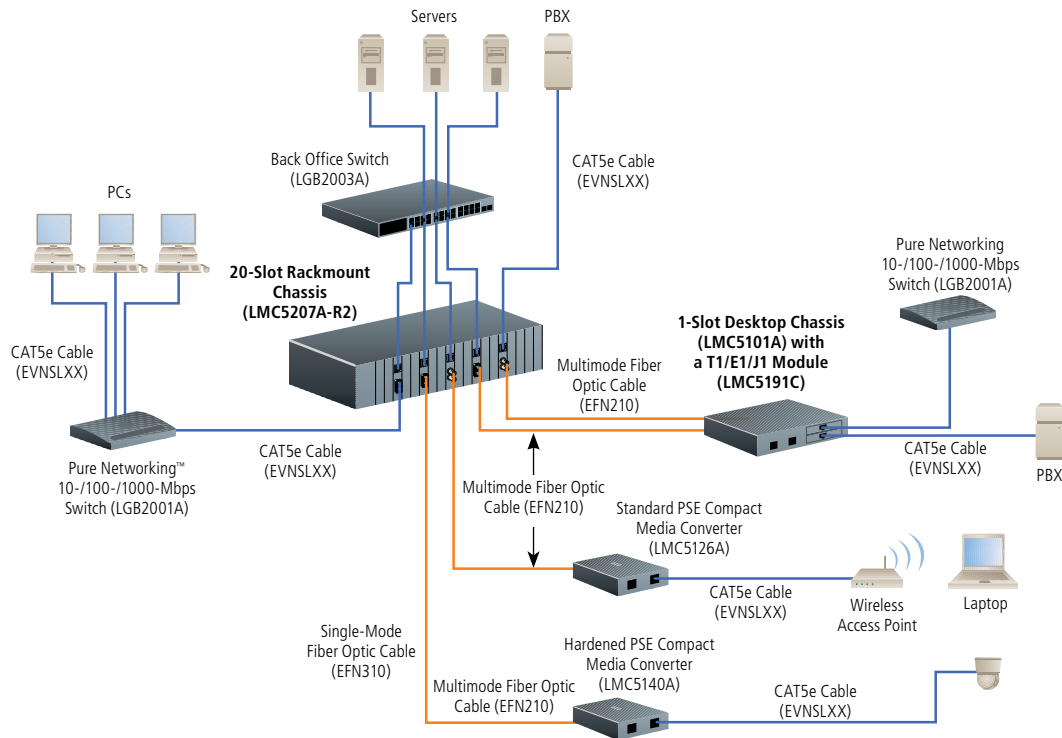 Servers
PBX
Back Office Switch
(LGB2003A)
CAT5e Cable
(EVNSLXX)
PCs
20-Slot Rackmount
Chassis
(LMC5207A-R2)
Pure Networking
10-/100-/1000-Mbps
Switch (LGB2001A)
1-Slot Desktop Chassis
(LMC5101A) with
a T1/E1/J1 Module
(LMC5191C)
CAT5e Cable
(EVNSLXX)
Multimode Fiber
Optic Cable
(EFN210)
CAT5e Cable
(EVNSLXX)
CAT5e Cable
(EVNSLXX)
PBX
Pure Networking™
10-/100-/1000-Mbps
Switch (LGB2001A)
Multimode Fiber Optic
Cable (EFN210)
Standard PSE Compact
Media Converter
(LMC5126A)
CAT5e Cable
(EVNSLXX)
Wireless
Access Point
Laptop
Single-Mode
Fiber Optic Cable
(EFN310)
Hardened PSE Compact
Media Converter
(LMC5140A)
Multimode Fiber Optic
Cable (EFN210)
CAT5e Cable
(EVNSLXX)